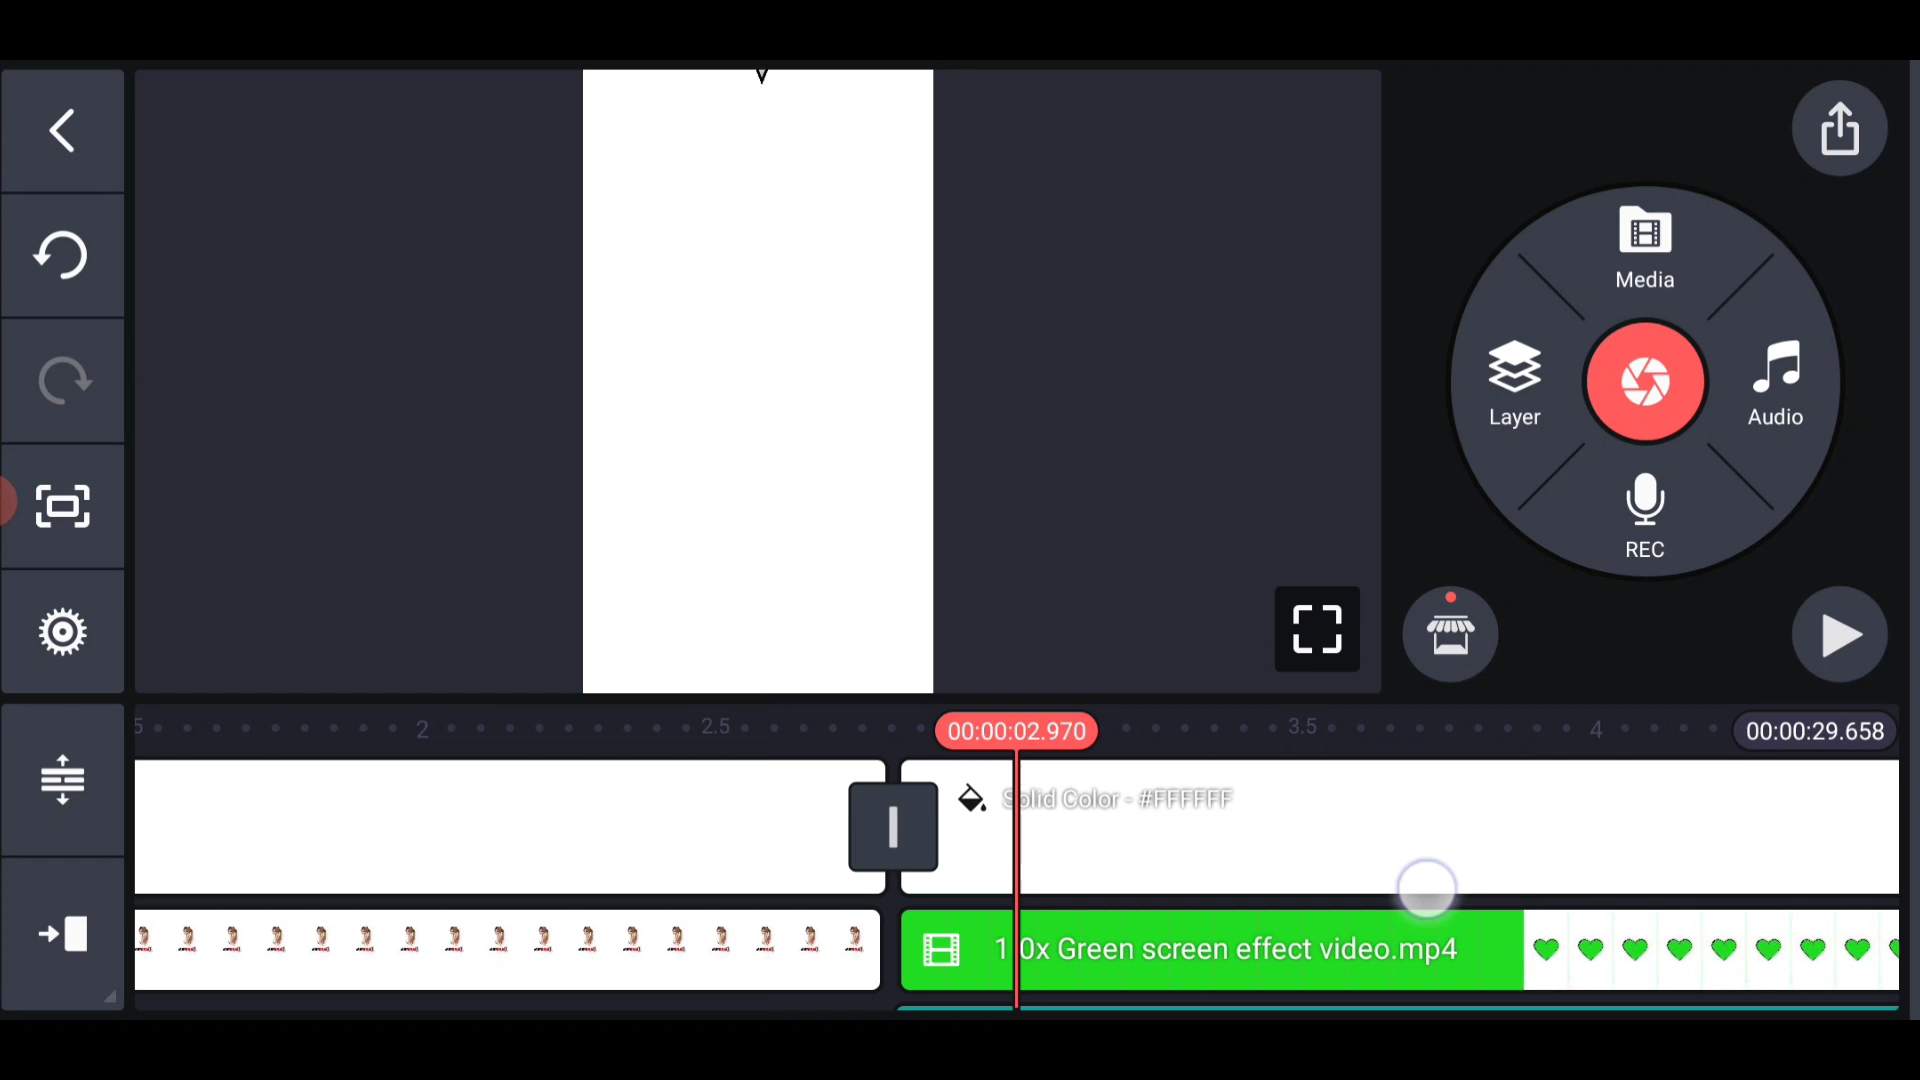 Media
Layer
Audio
REC
2
2.5
00:00:02.970
3.5
4
00:00:29.658
Solid Color - #FFFFFF
1.0x Green screen effect video.mp4